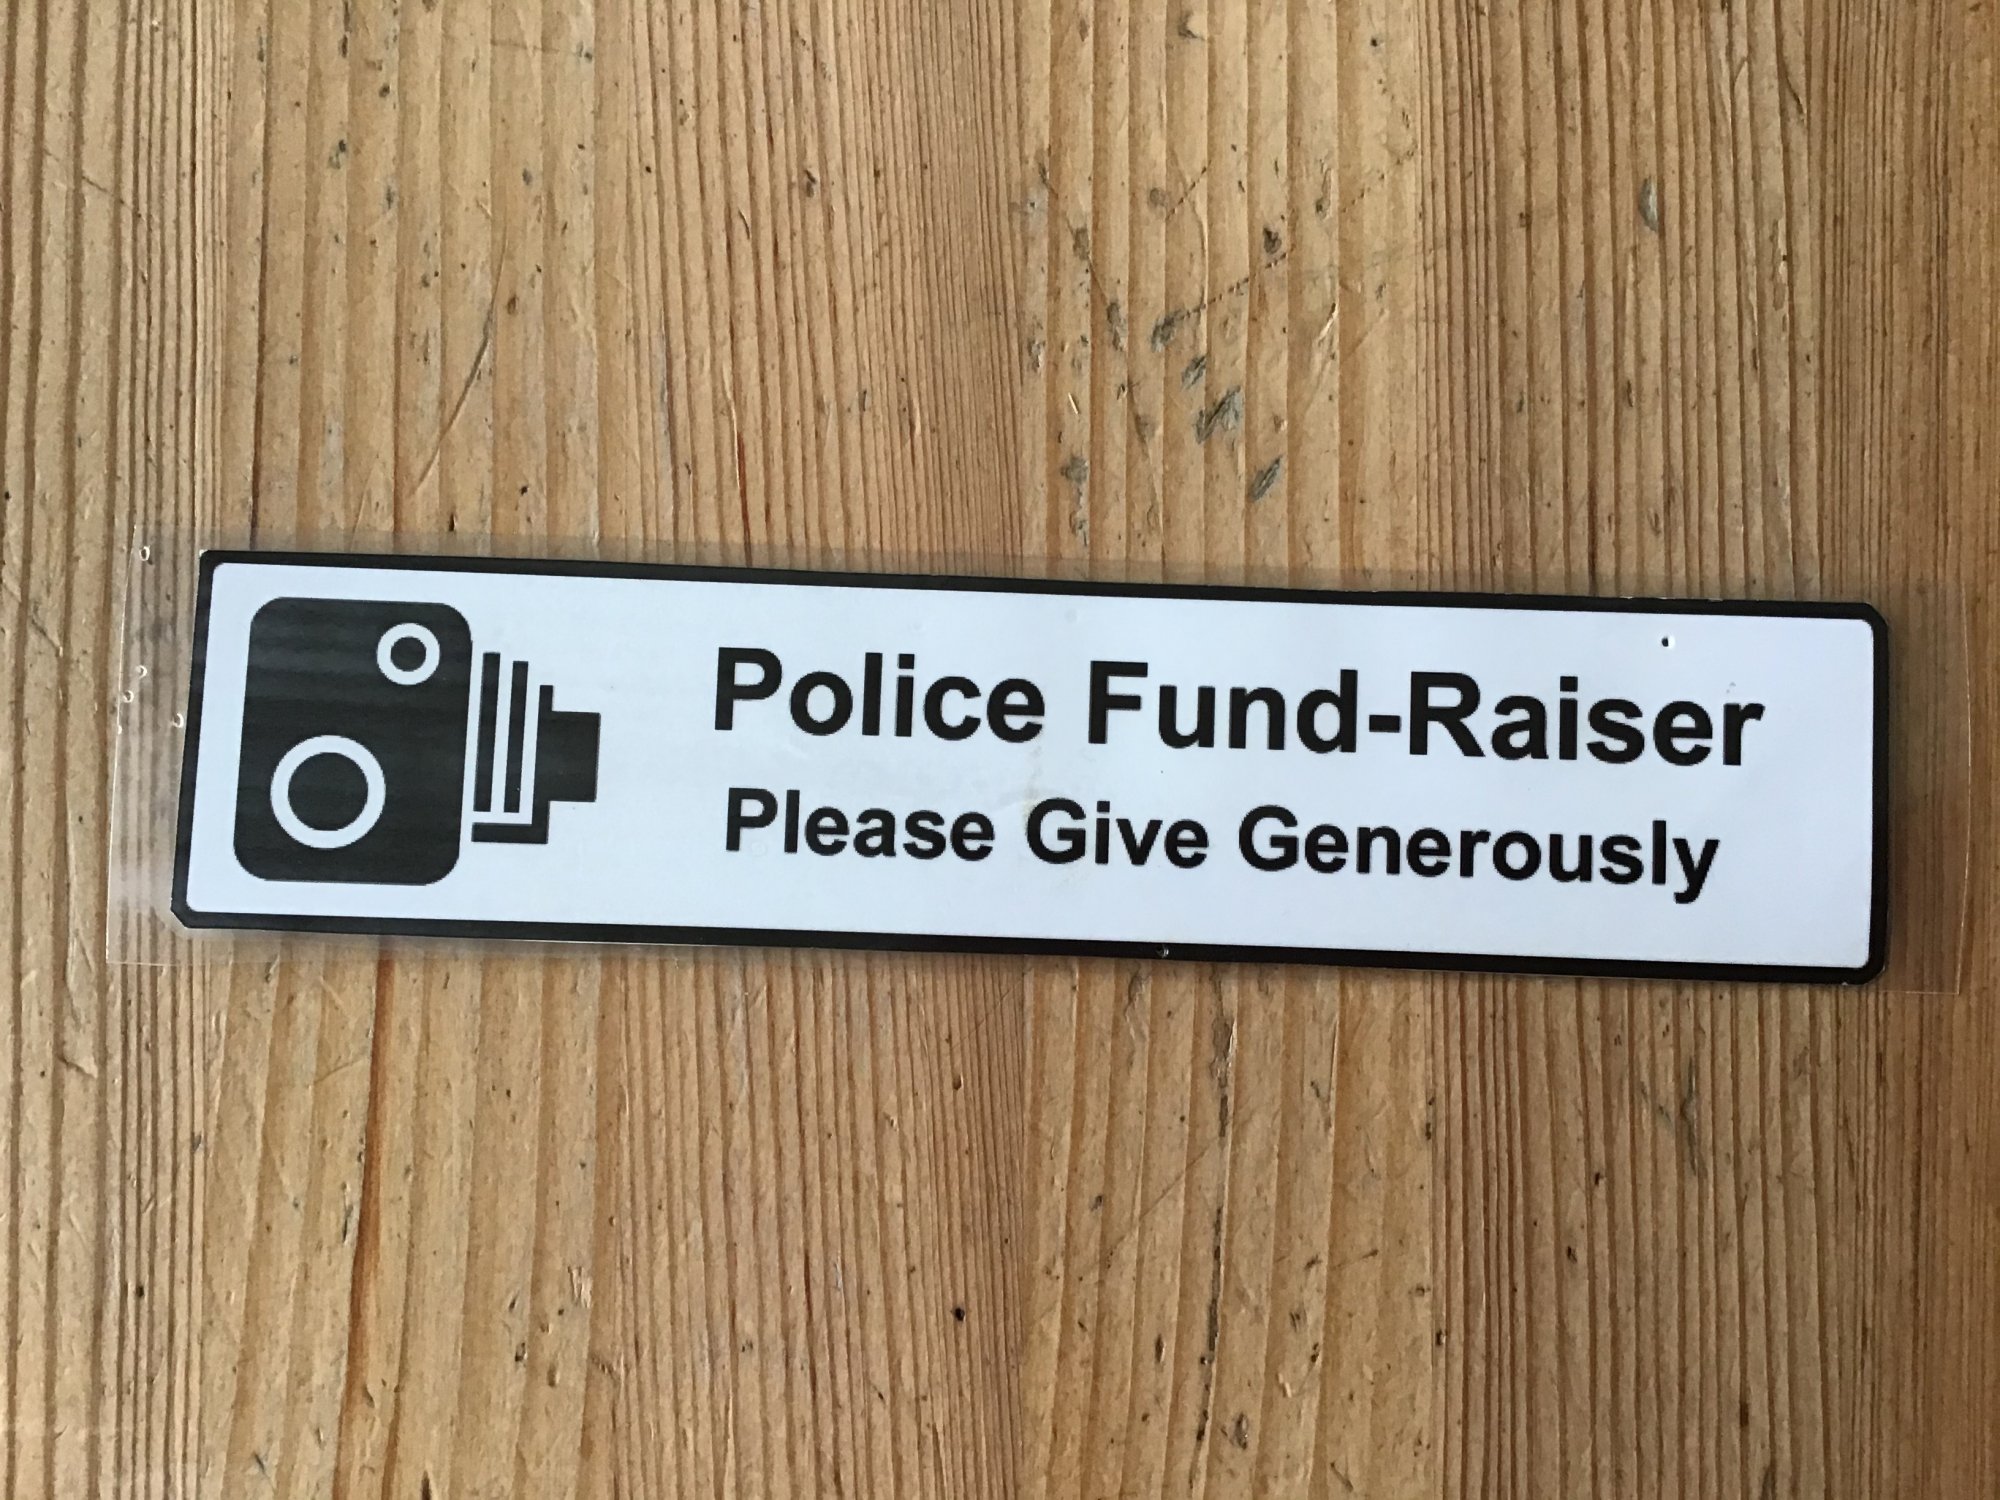 Police Fund-Raiser
Please Give Generously